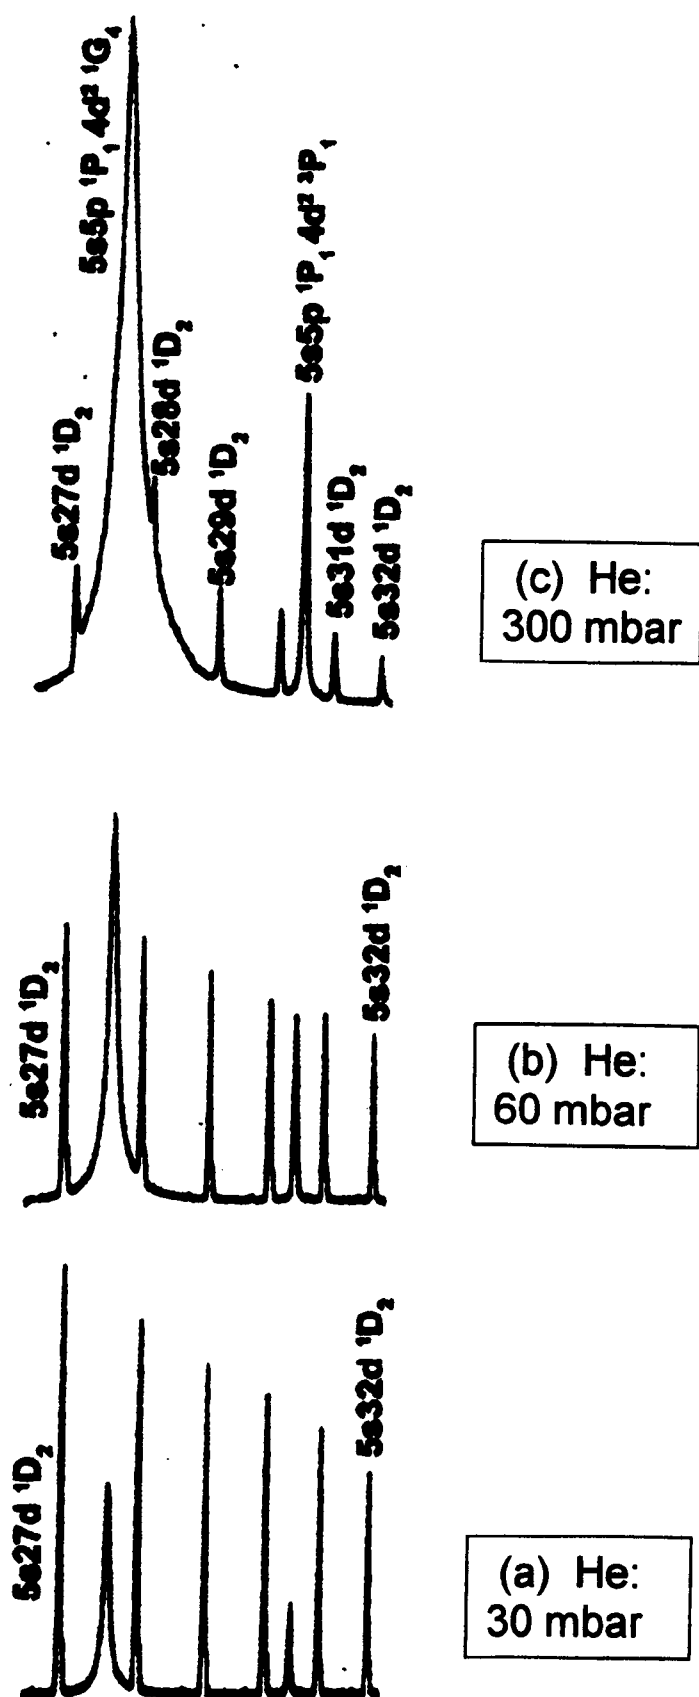 5s27d ¹D₂
5s5p ¹P₁ 4d² ¹G₄
5s28d ¹D₂
5s29d ¹D₂
5s5p ¹P₁ 4d² ³P₁
5s31d ¹D₂
5s32d ¹D₂
(c) He:
300 mbar
5s27d ¹D₂
5s32d ¹D₂
(b) He:
60 mbar
5s27d ¹D₂
5s32d ¹D₂
(a) He:
30 mbar